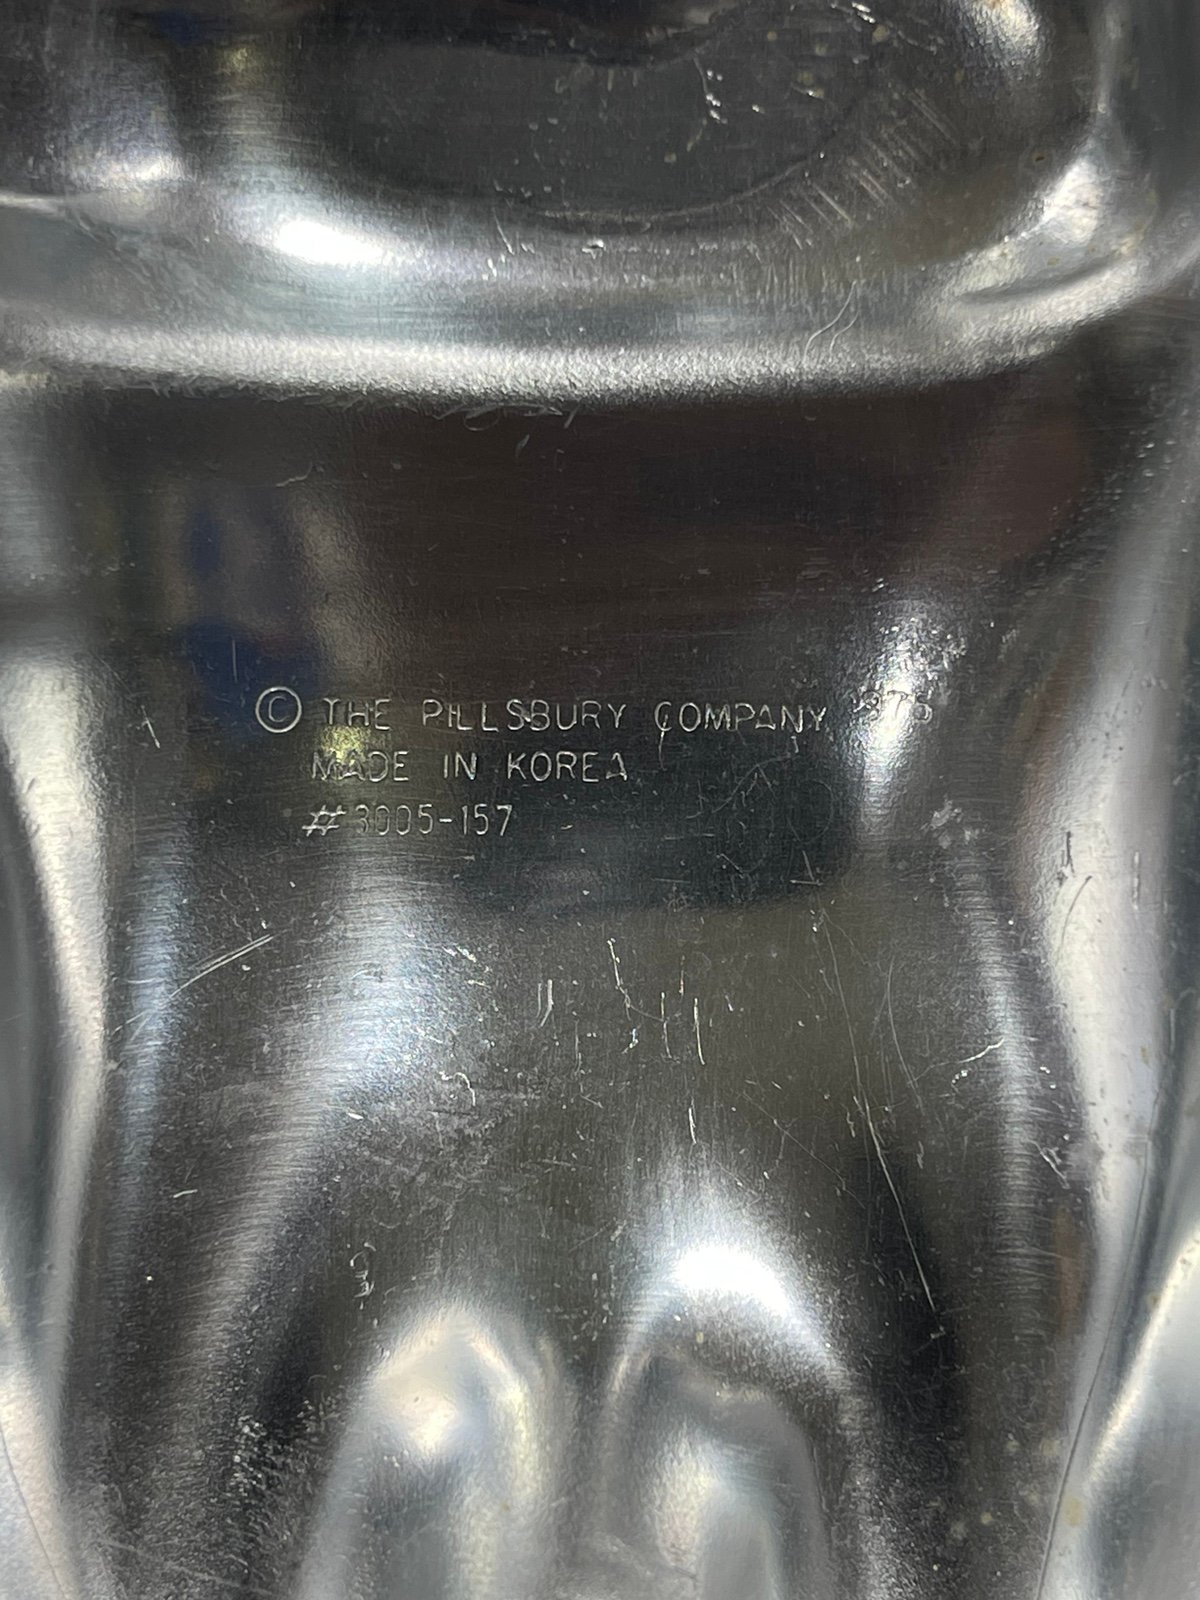 © THE PILLSBURY COMPANY
MADE IN KOREA
#3005-157